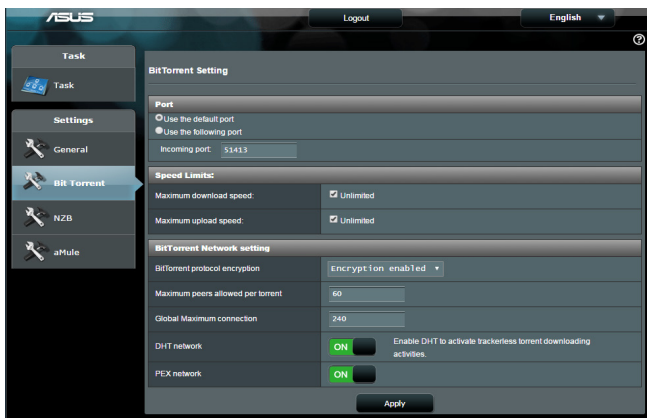 ASUS
Logout
English
Task
Task
Settings
General
Bit Torrent
NZB
aMule
BitTorrent Setting
Port
Use the default port
Use the following port
Incoming port: 51413
Speed Limits:
Maximum download speed: Unlimited
Maximum upload speed: Unlimited
BitTorrent Network setting
BitTorrent protocol encryption Encryption enabled
Maximum peers allowed per torrent 60
Global Maximum connection 240
DHT network ON Enable DHT to activate trackerless torrent downloading
activities.
PEX network ON
Apply